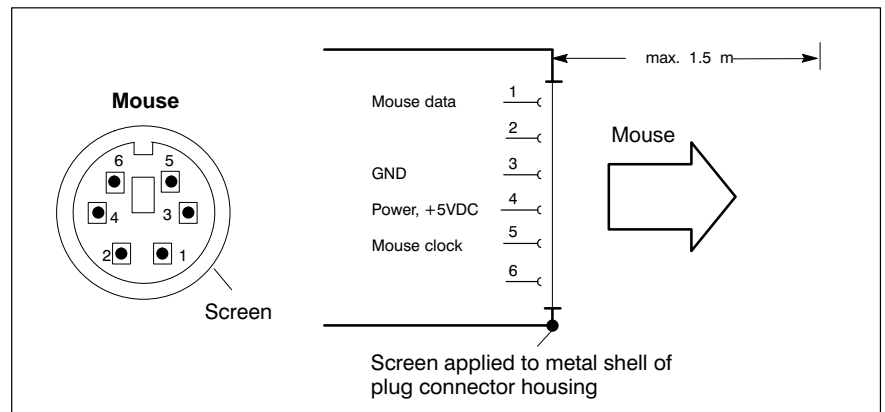 Mouse
6 5
4 3
2 1
Screen
max. 1.5 m
Mouse data 1
2
GND 3
Power, +5VDC 4
Mouse clock 5
6
Mouse
Screen applied to metal shell of
plug connector housing